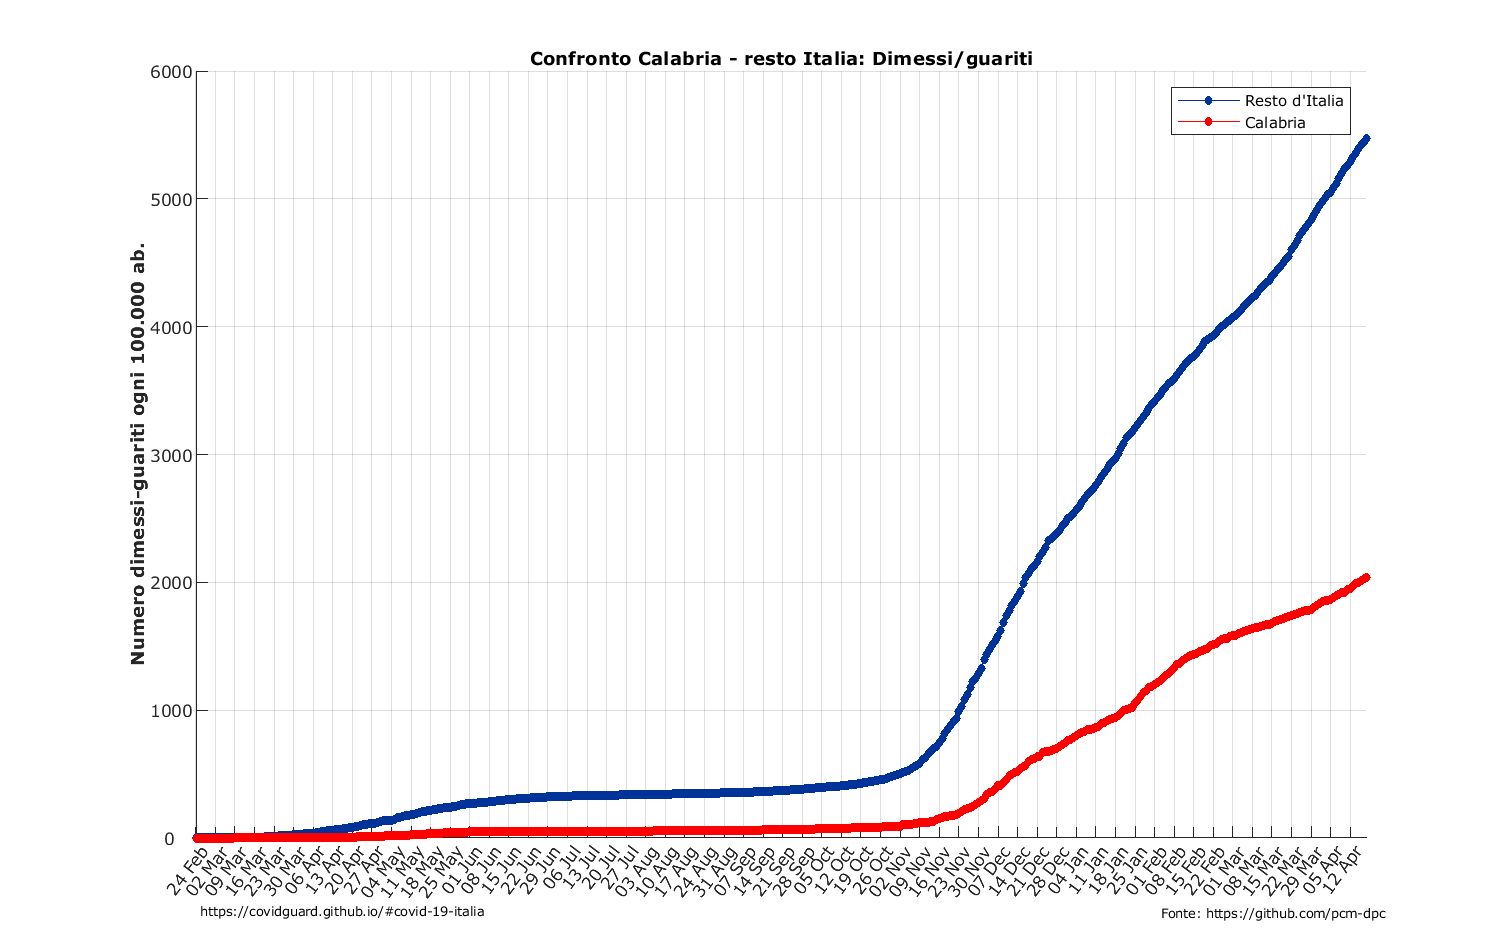 Confronto Calabria - resto Italia: Dimessi/guariti
Resto d'Italia
Calabria
Numero dimessi-guariti ogni 100.000 ab.
6000
5000
4000
3000
2000
1000
0
24 Feb
02 Mar
09 Mar
16 Mar
23 Mar
30 Mar
06 Apr
13 Apr
20 Apr
27 Apr
04 May
11 May
18 May
25 May
01 Jun
08 Jun
15 Jun
22 Jun
29 Jun
06 Jul
13 Jul
20 Jul
27 Jul
03 Aug
10 Aug
17 Aug
24 Aug
31 Aug
07 Sep
14 Sep
21 Sep
28 Sep
05 Oct
12 Oct
19 Oct
26 Oct
02 Nov
09 Nov
16 Nov
23 Nov
30 Nov
07 Dec
14 Dec
21 Dec
28 Dec
04 Jan
11 Jan
18 Jan
25 Jan
01 Feb
08 Feb
15 Feb
22 Feb
01 Mar
08 Mar
15 Mar
22 Mar
29 Mar
05 Apr
12 Apr
https://covidguard.github.io/#covid-19-italia
Fonte: https://github.com/pcm-dpc